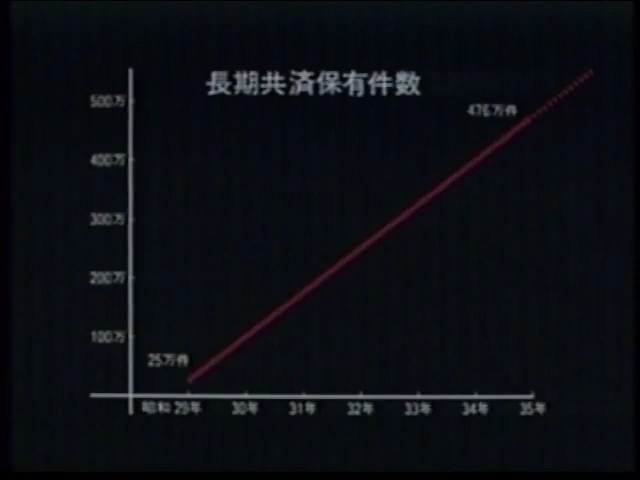 長期共済保有件数
500万
476万件
400万
300万
200万
100万
25万件
昭和29年 30年 31年 32年 33年 34年 35年